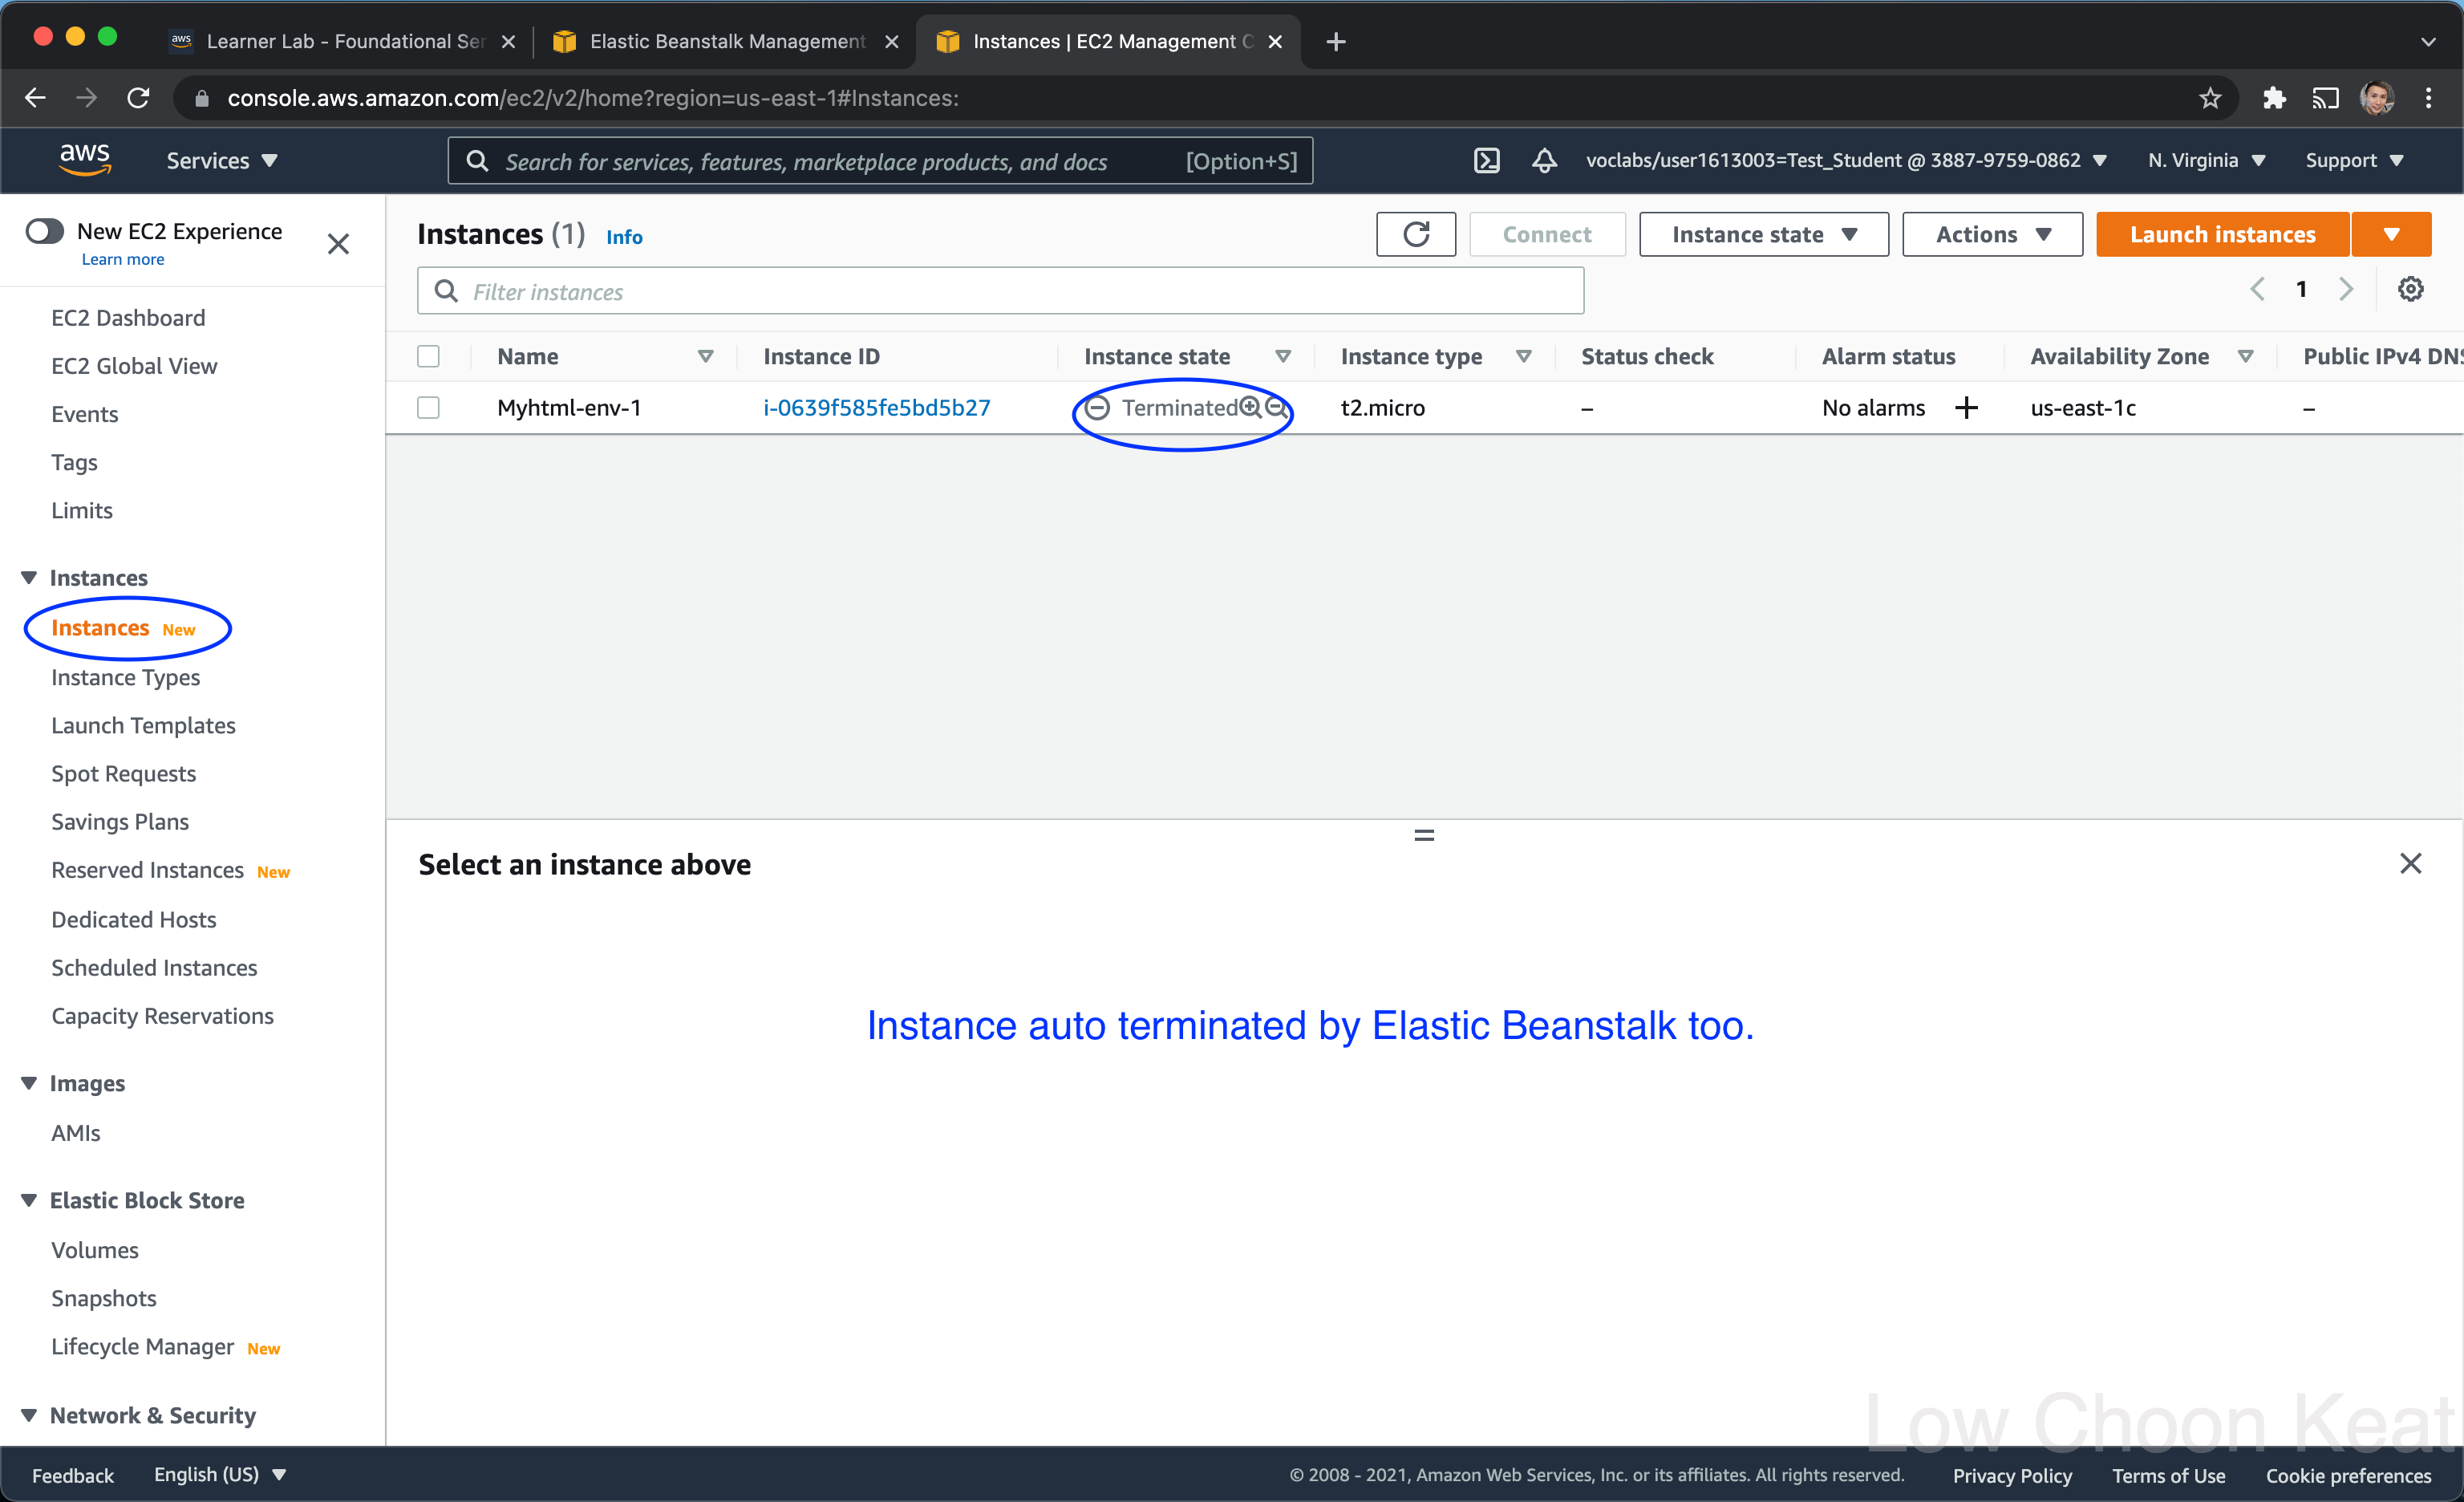 aws Learner Lab - Foundational Ser
Elastic Beanstalk Management
Instances | EC2 Management C
console.aws.amazon.com/ec2/v2/home?region=us-east-1#Instances:
aws Services Search for services, features, marketplace products, and docs [Option+S] voclabs/user1613003=Test_Student @ 3887-9759-0862 N. Virginia Support
New EC2 Experience
Learn more
EC2 Dashboard
EC2 Global View
Events
Tags
Limits
Instances
Instances New
Instance Types
Launch Templates
Spot Requests
Savings Plans
Reserved Instances New
Dedicated Hosts
Scheduled Instances
Capacity Reservations
Images
AMIs
Elastic Block Store
Volumes
Snapshots
Lifecycle Manager New
Network & Security
Instances (1) Info Connect Instance state Actions Launch instances
Filter instances 1
Name Instance ID Instance state Instance type Status check Alarm status Availability Zone Public IPv4 DNS
Myhtml-env-1 i-0639f585fe5bd5b27 Terminated t2.micro – No alarms + us-east-1c –
Select an instance above
Instance auto terminated by Elastic Beanstalk too.
Low Choon Keat
Feedback English (US) © 2008 - 2021, Amazon Web Services, Inc. or its affiliates. All rights reserved. Privacy Policy Terms of Use Cookie preferences